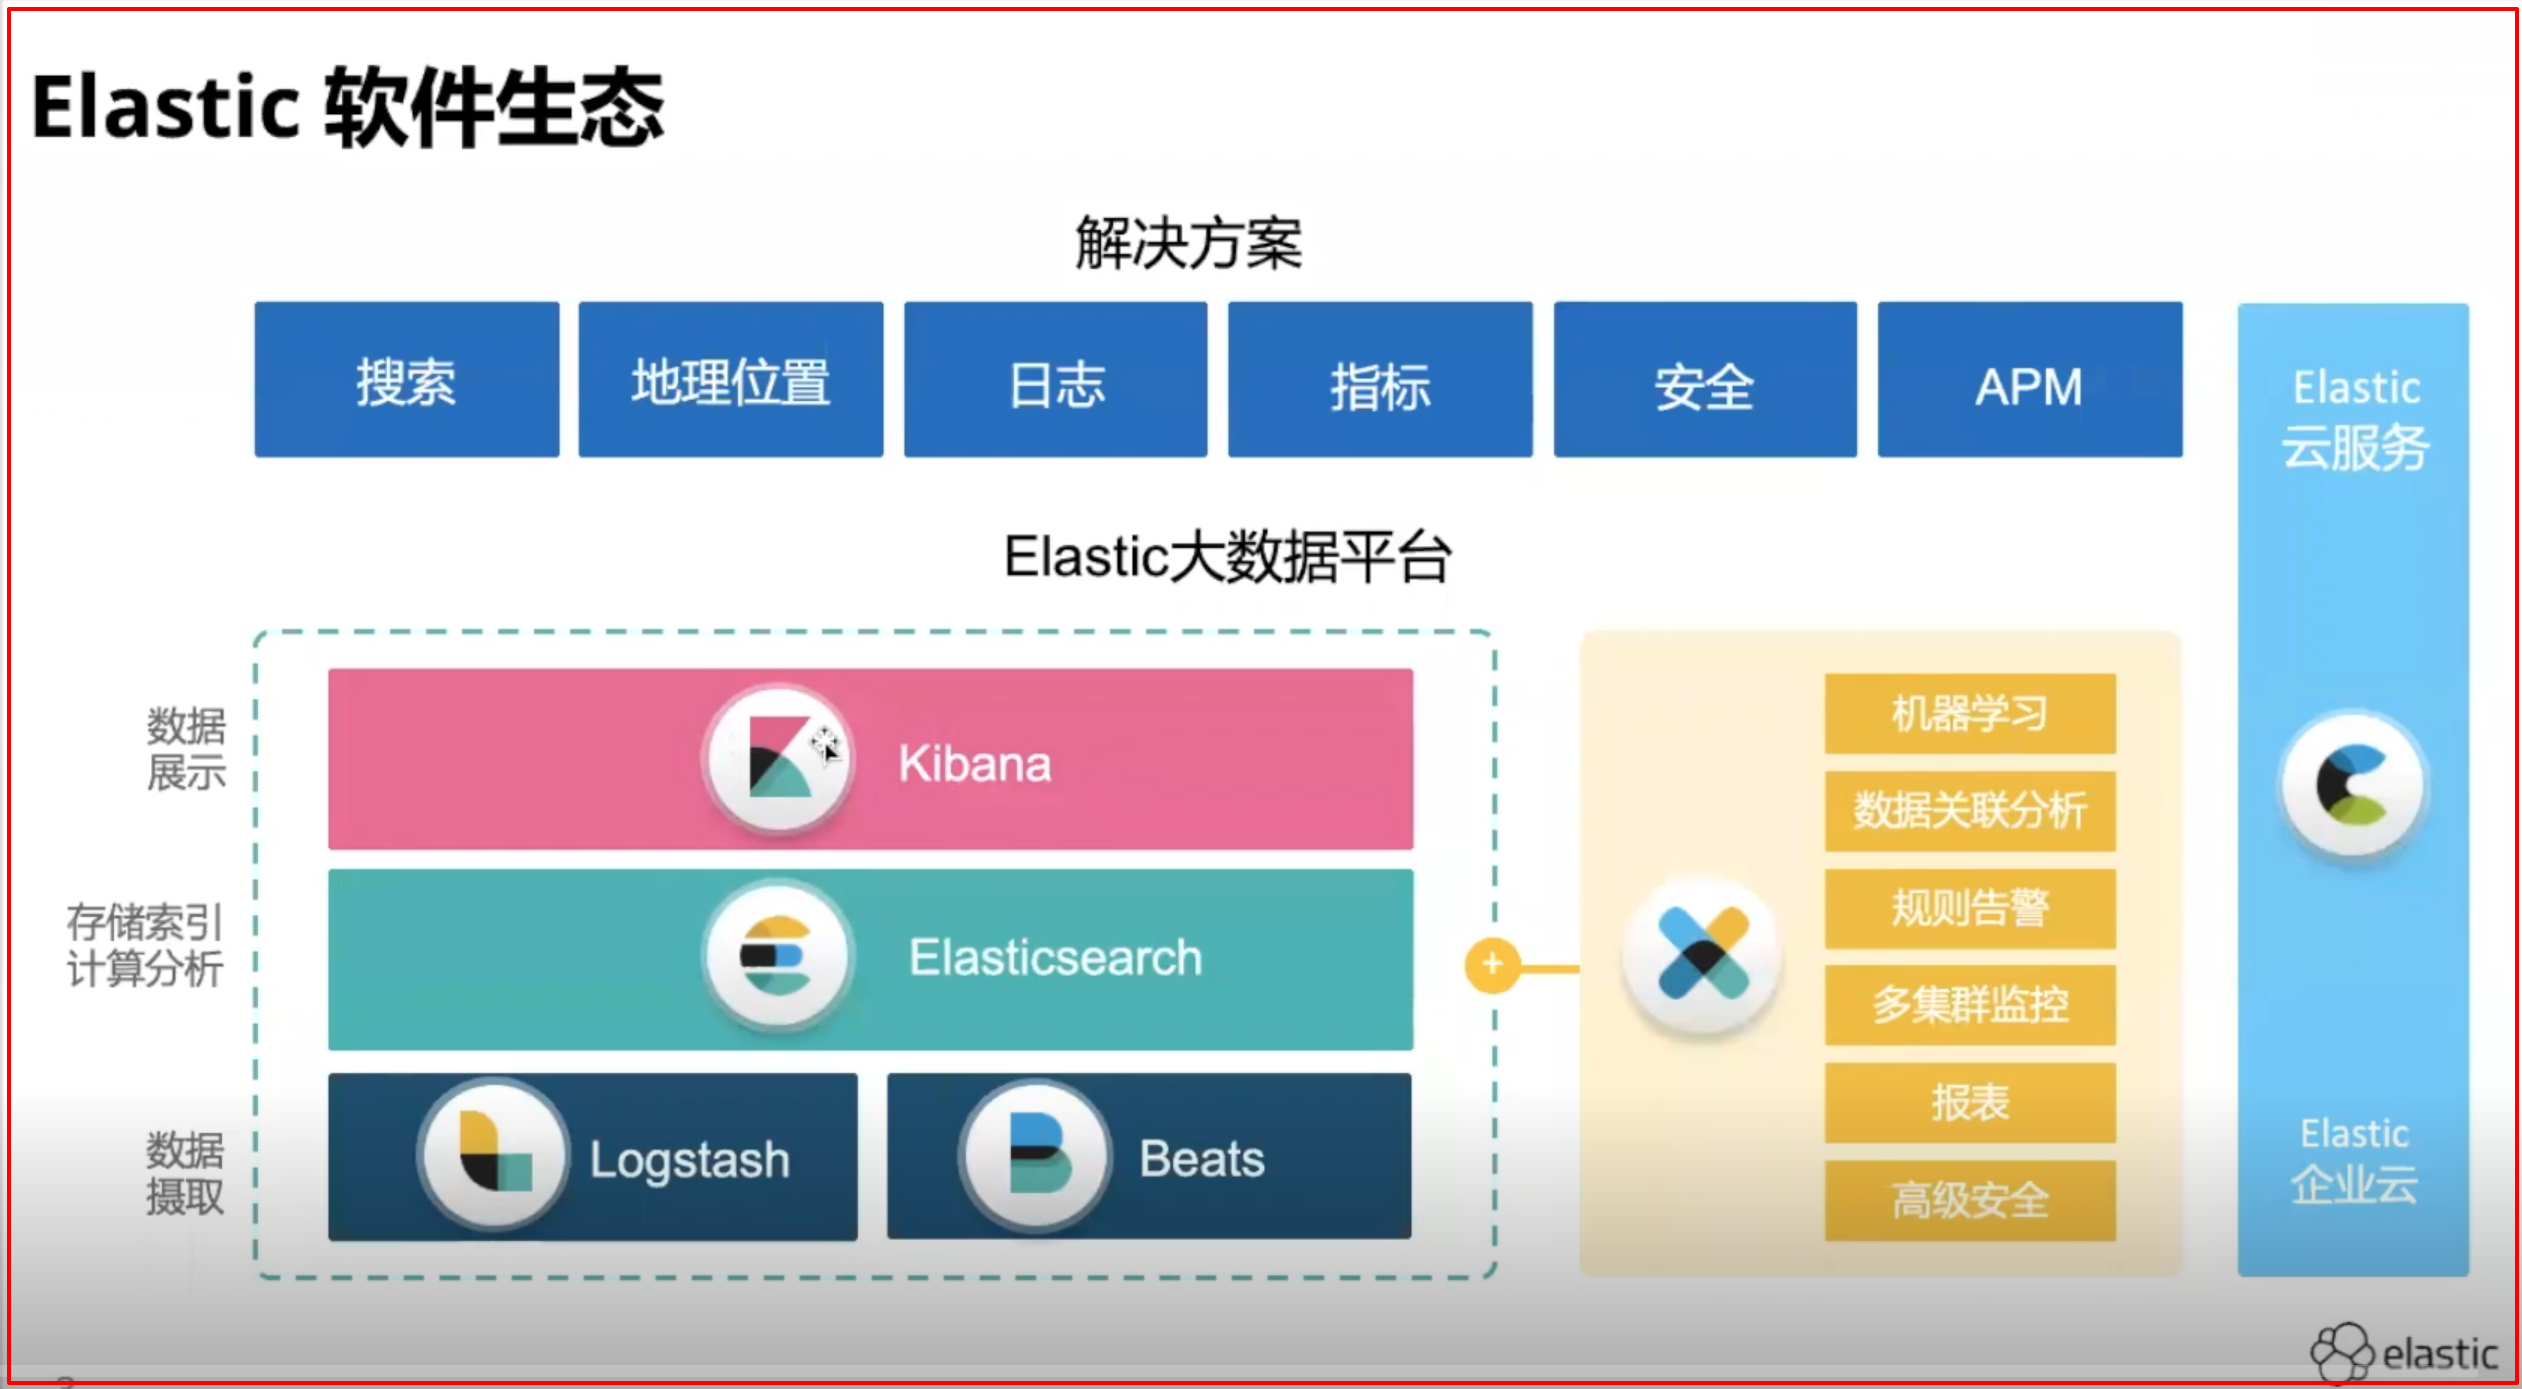 Elastic 软件生态
解决方案
搜索
地理位置
日志
指标
安全
APM
Elastic
云服务
Elastic大数据平台
数据
展示
Kibana
存储索引
计算分析
Elasticsearch
数据
摄取
Logstash
Beats
+
机器学习
数据关联分析
规则告警
多集群监控
报表
高级安全
Elastic
企业云
elastic